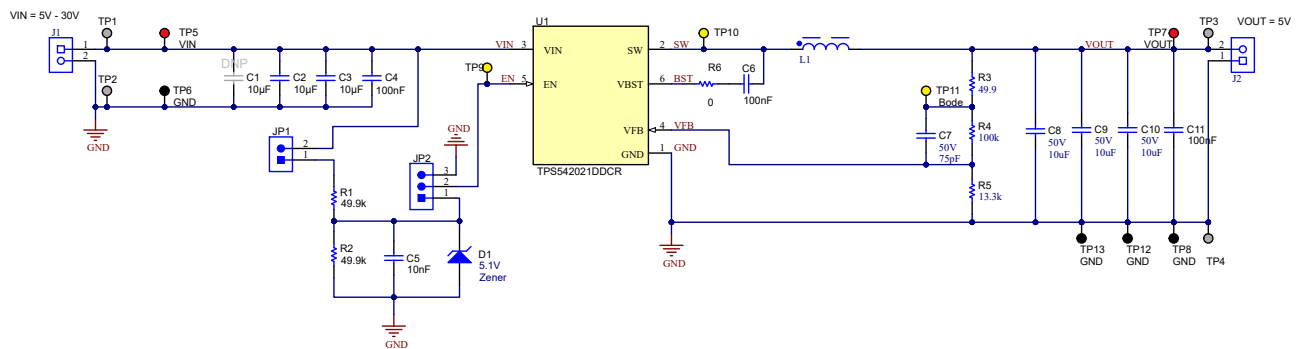 VIN = 5V - 30V
J1
1
2
TP1
TP5
VIN
TP2
TP6
GND
GND
DNP
C1
10µF
C2
10µF
C3
10µF
C4
100nF
JP1
2
1
R1
49.9k
R2
49.9k
C5
10nF
D1
5.1V
Zener
GND
GND
JP2
3
2
1
TP9
VIN
3
EN
5
U1
VIN
EN
SW
VBST
VFB
GND
TPS542021DDCR
2
SW
6
BST
4
VFB
1
GND
GND
TP10
R6
0
C6
100nF
L1
TP11
Bode
C7
50V
75pF
R3
49.9
R4
100k
R5
13.3k
C8
50V
10uF
C9
50V
10uF
C10
50V
10uF
C11
100nF
VOUT
TP7
VOUT
TP3
VOUT = 5V
2
1
J2
TP13
GND
TP12
GND
TP8
GND
TP4